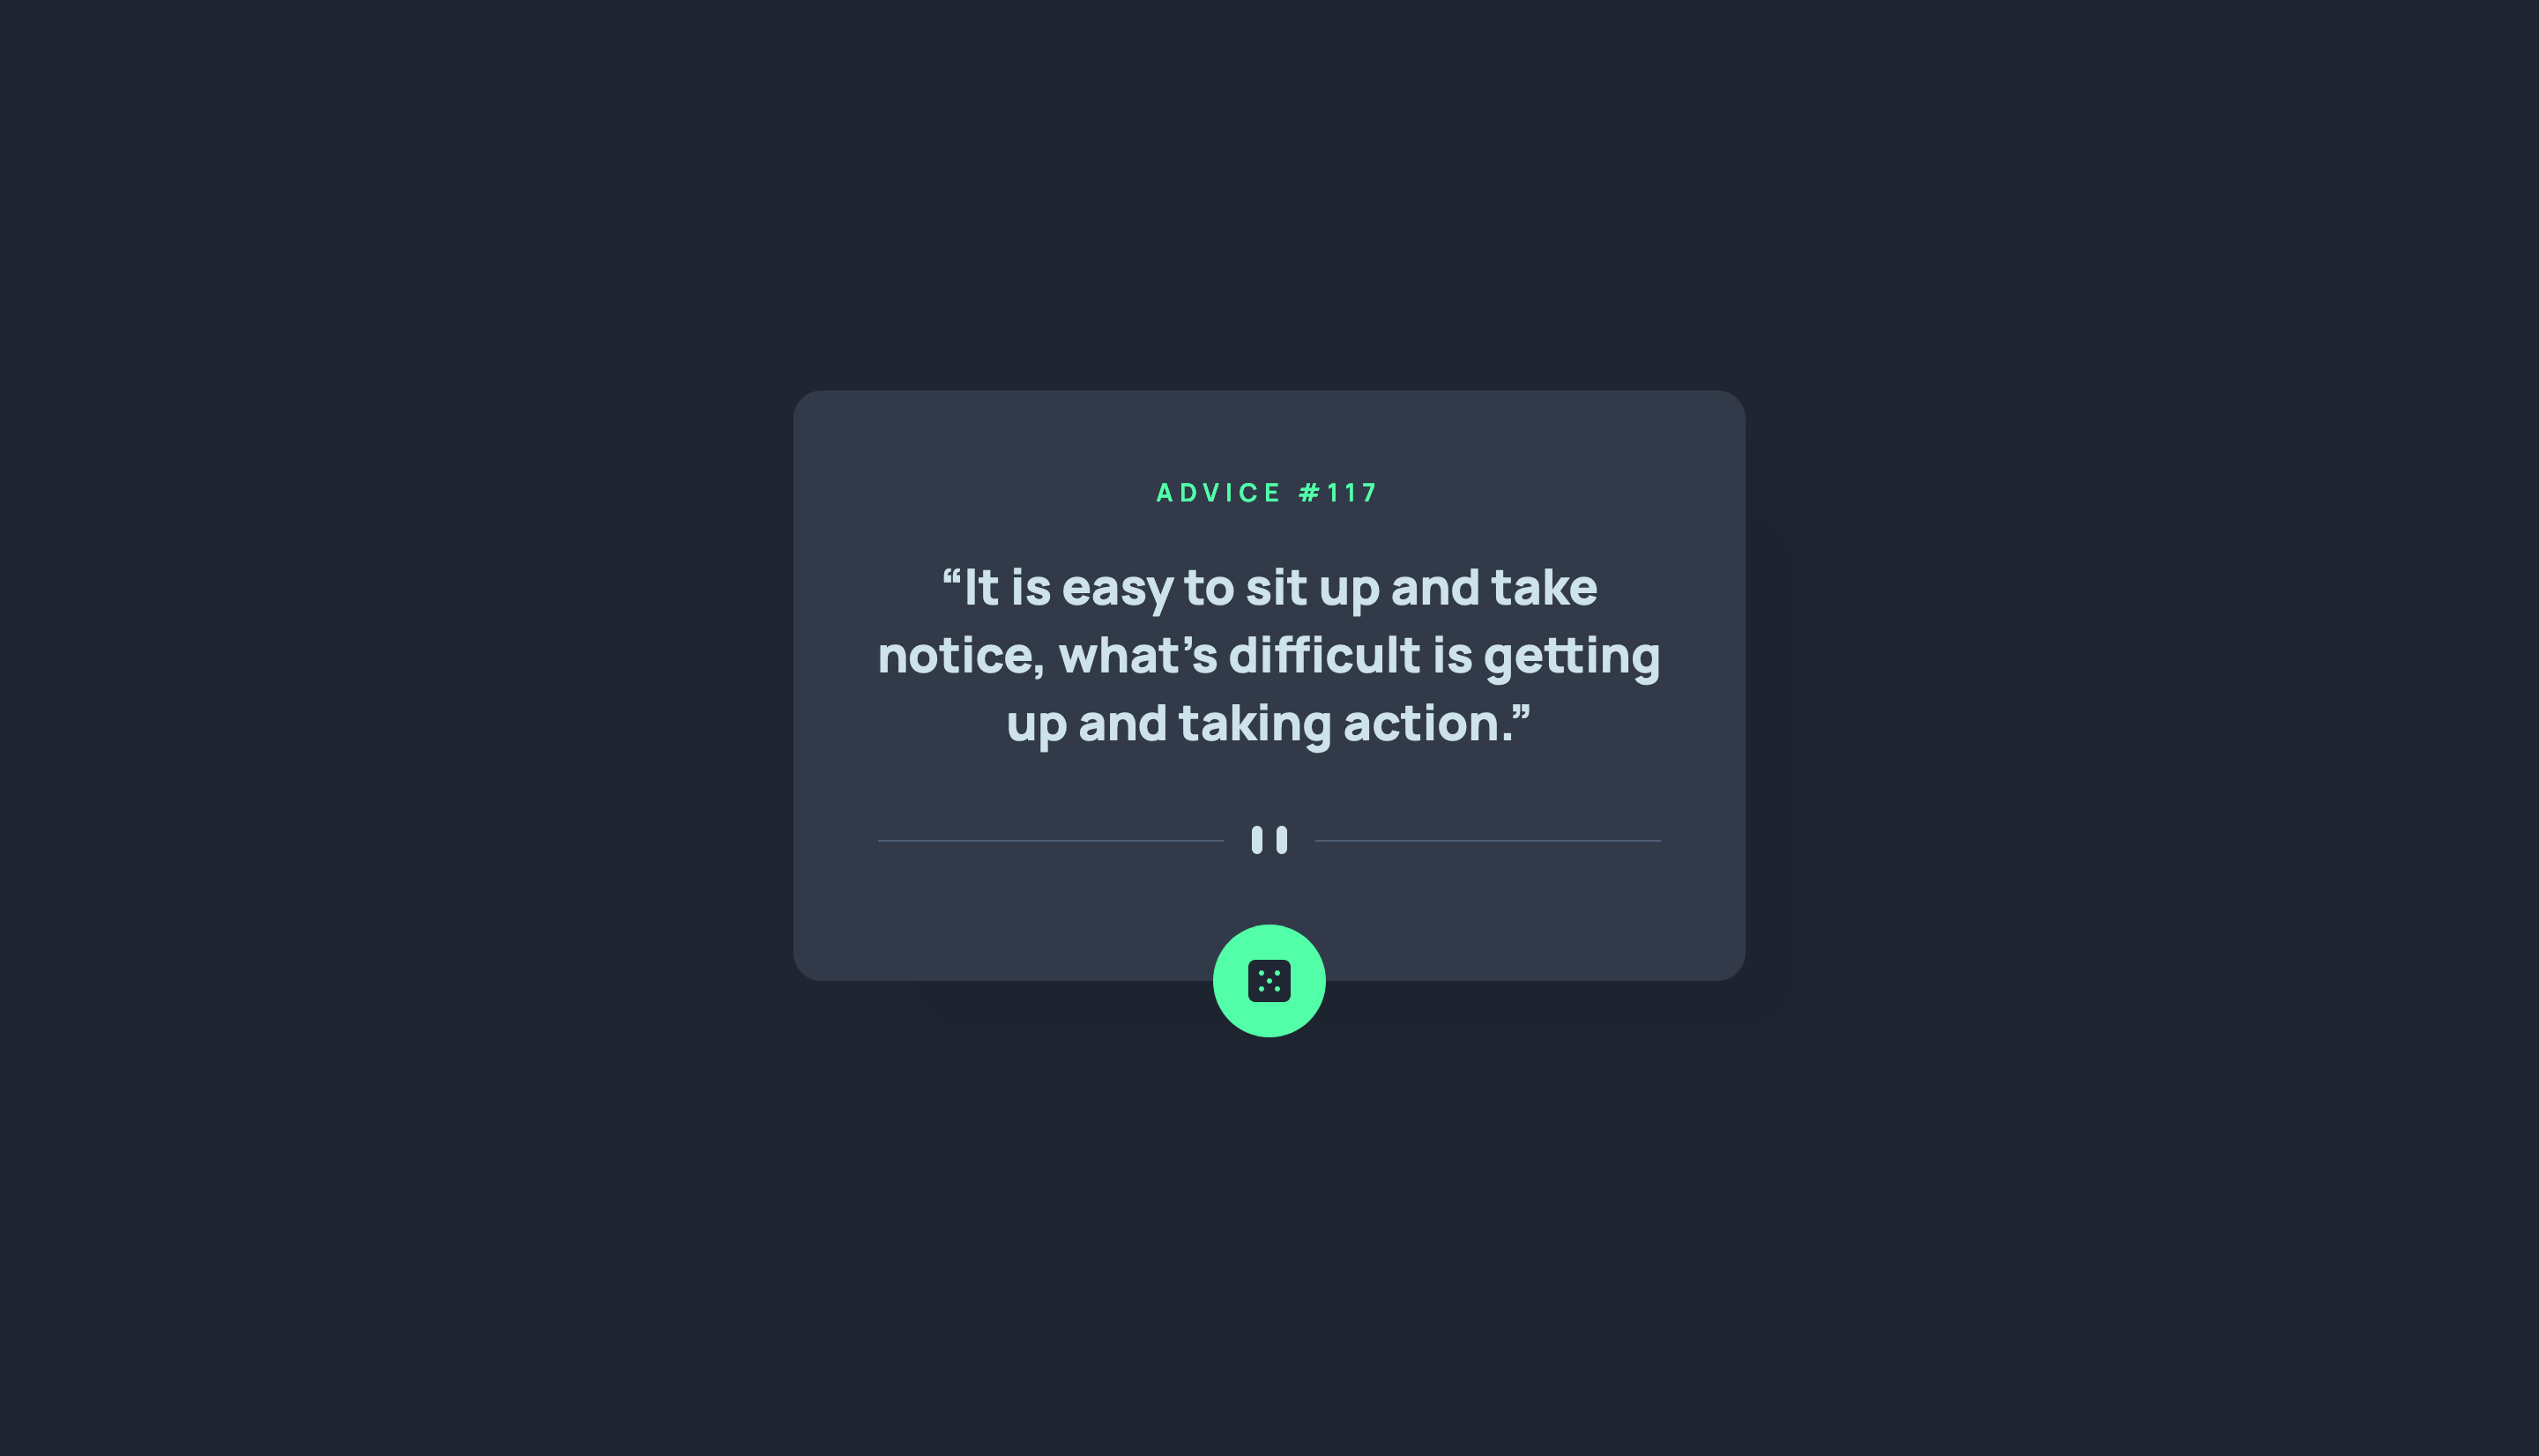 ADVICE #117
“It is easy to sit up and take
notice, what’s difficult is getting
up and taking action.”